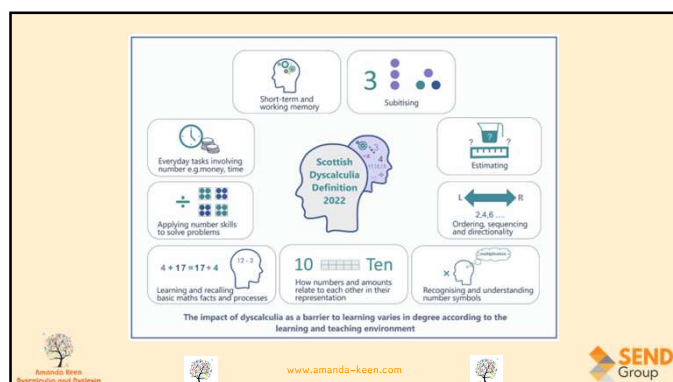 Short-term and
working memory
3
Subitising
Everyday tasks involving
number e.g.money, time
Scottish
Dyscalculia
Definition
2022
? ? ?
Estimating
÷
Applying number skills
to solve problems
L R
2,4,6 ....
Ordering, sequencing
and directionality
4 + 17 = 17 + 4
12 - 3
Learning and recalling
basic maths facts and processes
10 Ten
How numbers and amounts
relate to each other in their
representation
×
Recognising and understanding
number symbols
The impact of dyscalculia as a barrier to learning varies in degree according to the
learning and teaching environment
Amanda Keen
Dyscalculia and Dyslexia
www.amanda-keen.com
SEND
Group